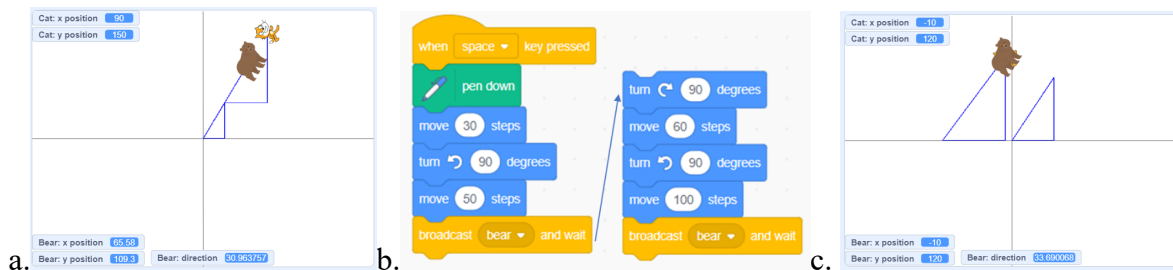 Cat: x position 90
Cat: y position 150
Bear: x position 65.58
Bear: y position 109.3 Bear: direction 30.963757
a.
when space key pressed
pen down
move 30 steps
turn 90 degrees
move 50 steps
broadcast bear and wait
turn 90 degrees
move 60 steps
turn 90 degrees
move 100 steps
broadcast bear and wait
b.
Cat: x position -10
Cat: y position 120
Bear: x position -10
Bear: y position 120 Bear: direction 33.690068
c.